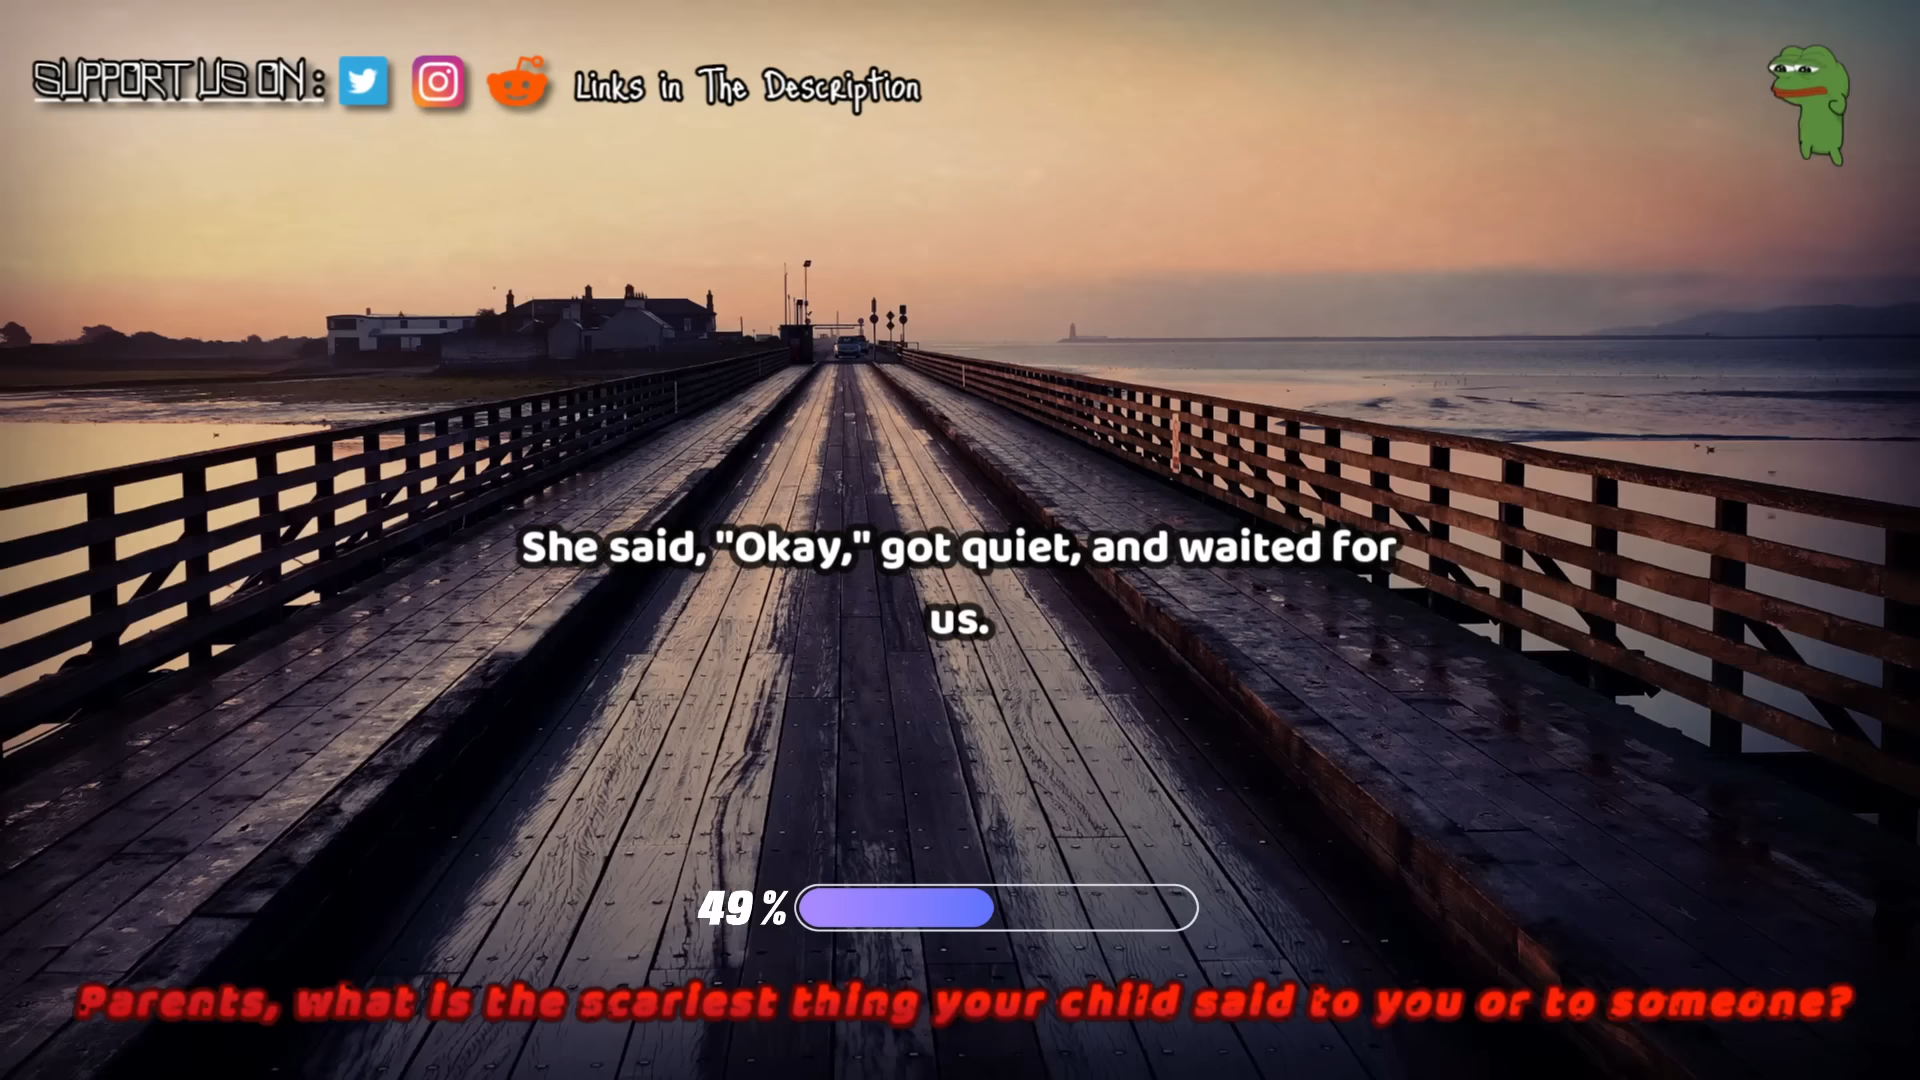 SUPPORT US ON : Links in The Description
She said, "Okay," got quiet, and waited for
us.
49 %
Parents, what is the scariest thing your child said to you or to someone?